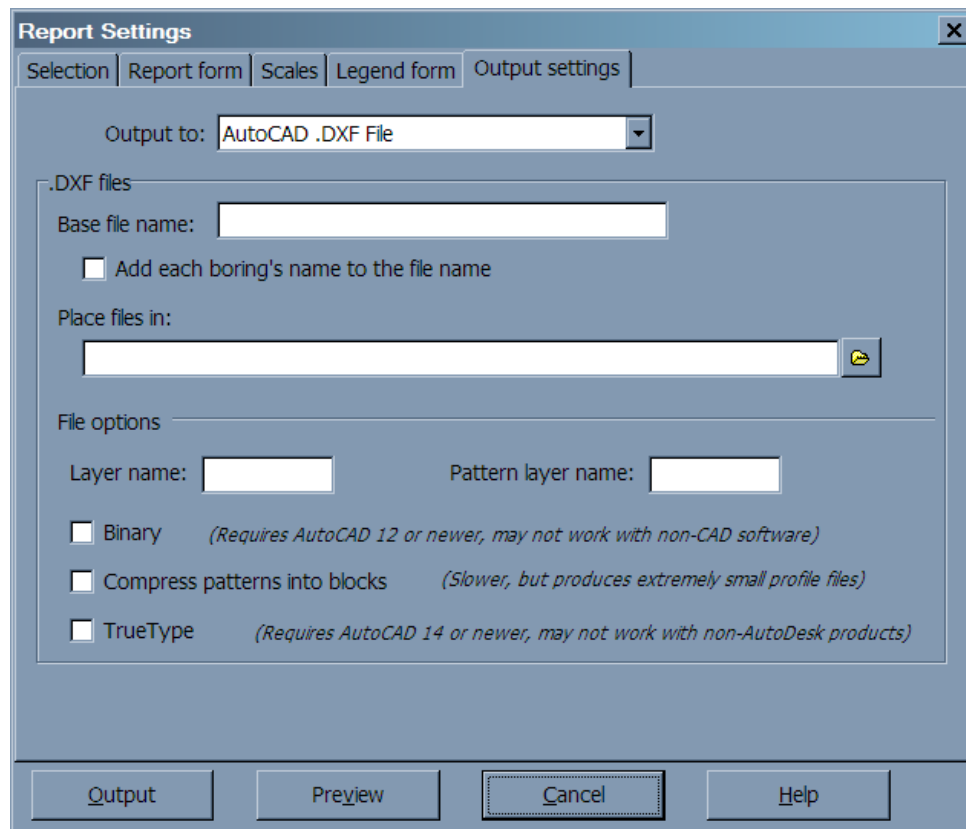 Report Settings
Selection Report form Scales Legend form Output settings
Output to: AutoCAD .DXF File
.DXF files
Base file name:
Add each boring's name to the file name
Place files in:
File options
Layer name: Pattern layer name:
Binary (Requires AutoCAD 12 or newer, may not work with non-CAD software)
Compress patterns into blocks (Slower, but produces extremely small profile files)
TrueType (Requires AutoCAD 14 or newer, may not work with non-AutoDesk products)
Output Preview Cancel Help